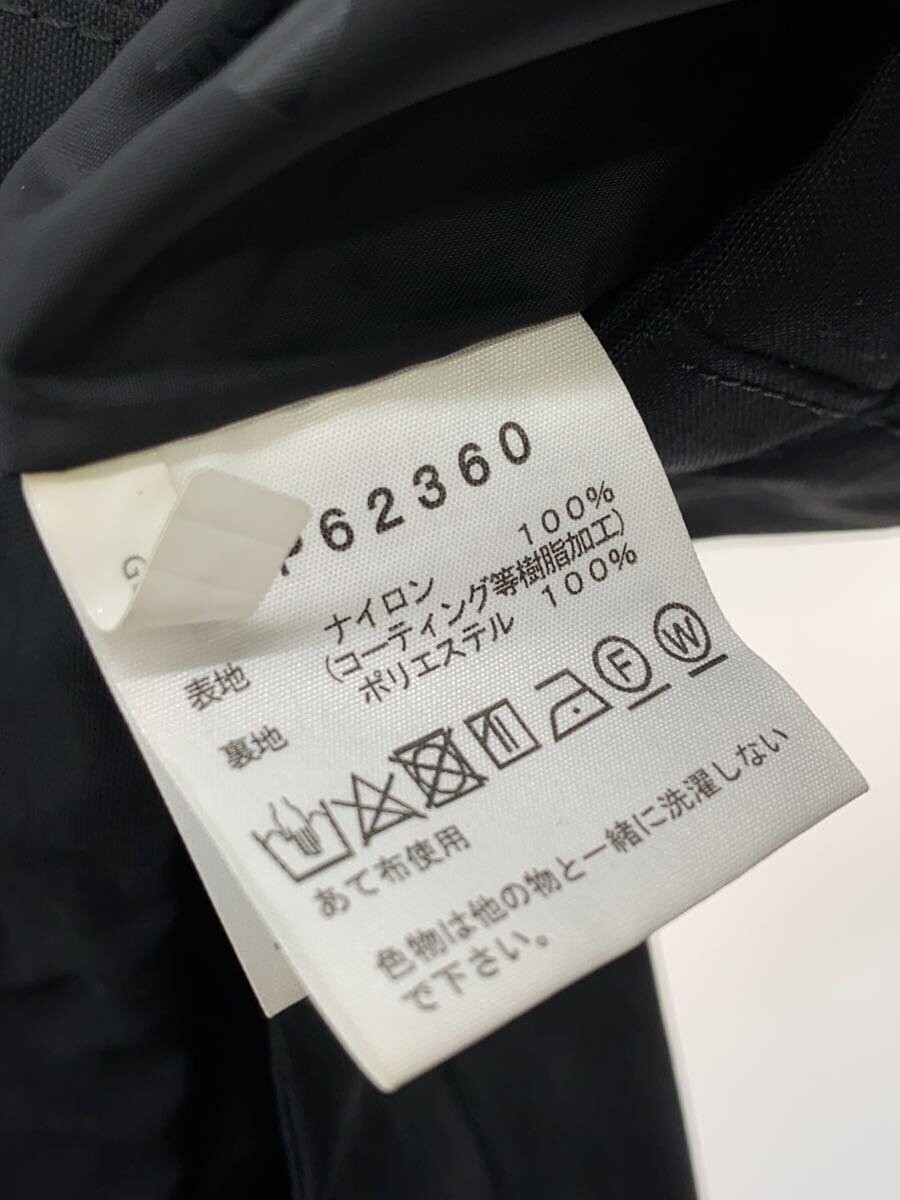 P62360
表地 ナイロン 100%
(コーティング等樹脂加工)
裏地 ポリエステル 100%
F W
あて布使用
色物は他の物と一緒に洗濯しない
で下さい。